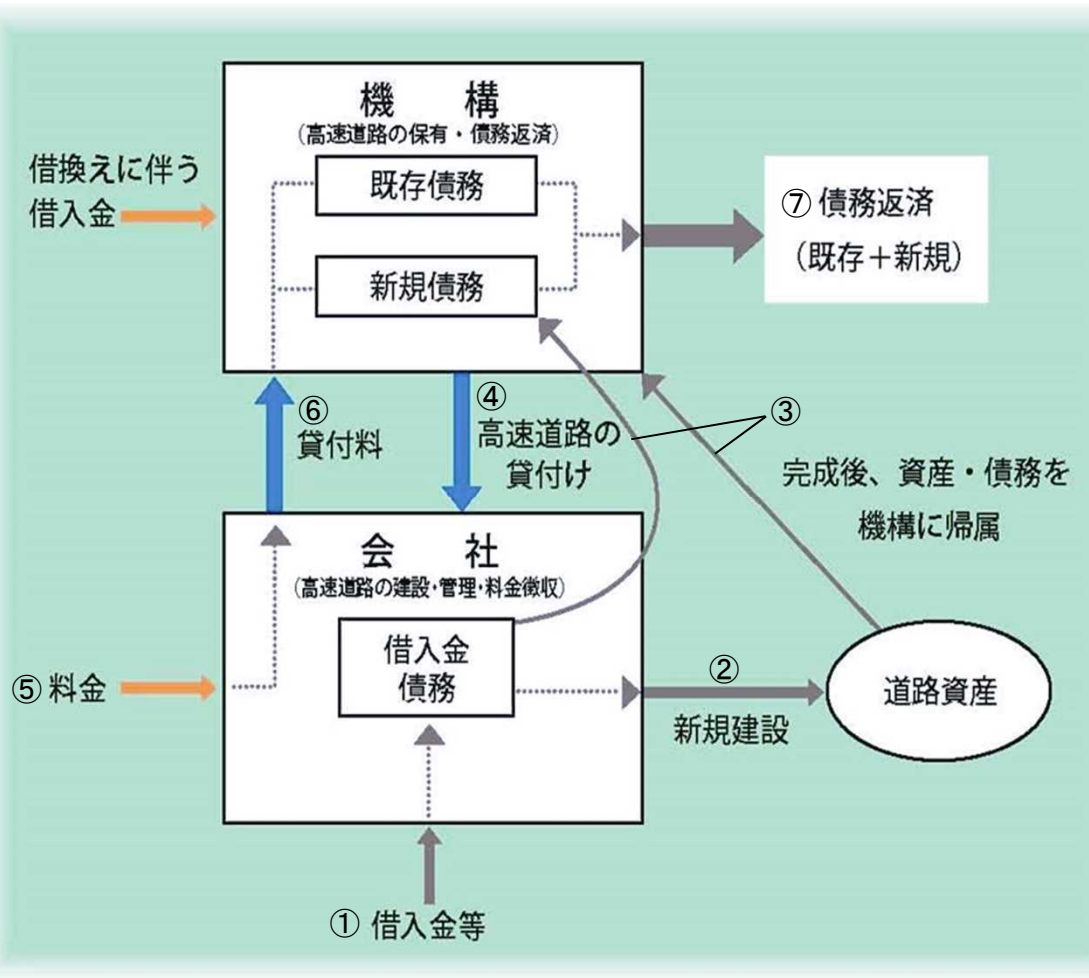 機　構
(高速道路の保有・債務返済)
既存債務
新規債務
借換えに伴う
借入金
⑦ 債務返済
(既存＋新規)
⑥
貸付料
④
高速道路の
貸付け
③
完成後、資産・債務を
機構に帰属
会　社
(高速道路の建設・管理・料金徴収)
借入金
債務
⑤ 料金
②
新規建設
道路資産
① 借入金等